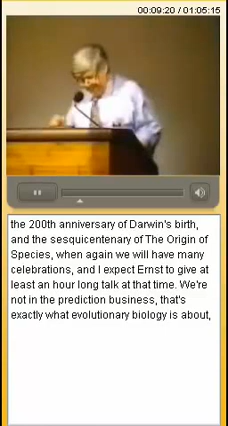 00:09:20 / 01:05:15
the 200th anniversary of Darwin's birth,
and the sesquicentenary of The Origin of
Species, when again we will have many
celebrations, and I expect Ernst to give at
least an hour long talk at that time. We're
not in the prediction business, that's
exactly what evolutionary biology is about,